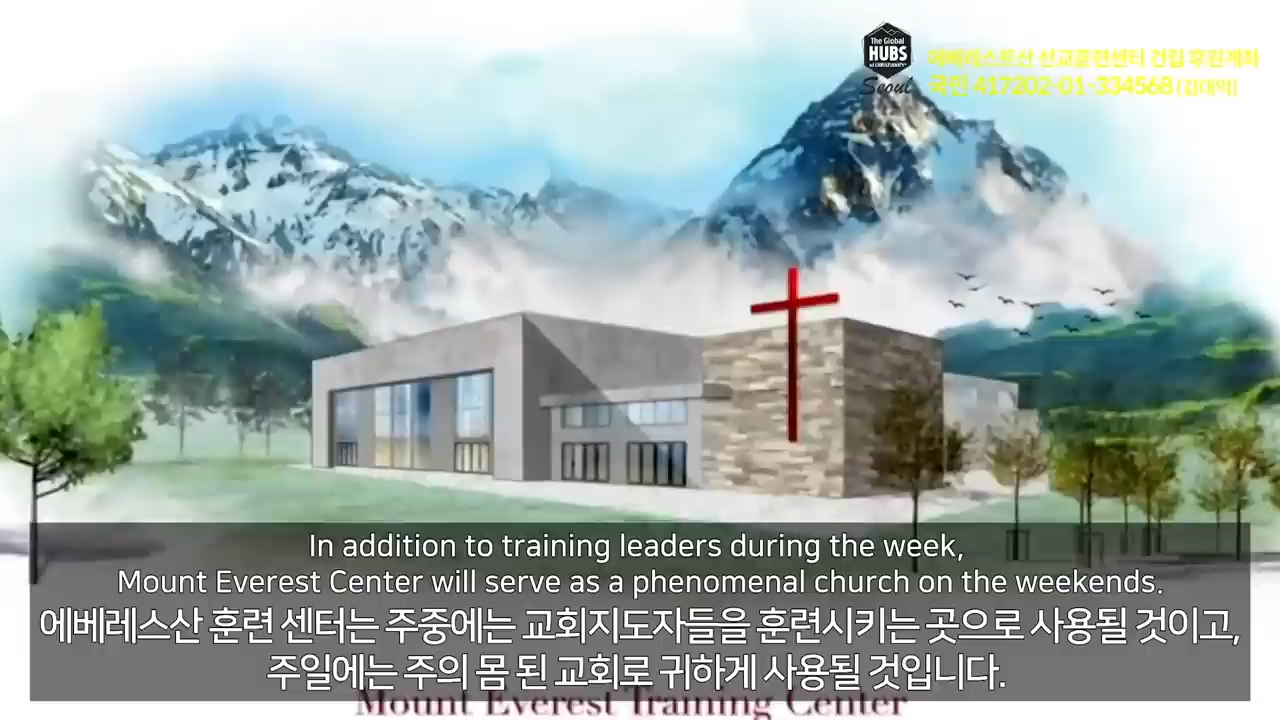 The Global
HUBS
of CHRISTIANITY
Seoul
에베레스트산 선교훈련센터 건립 후원계좌
국민 417202-01-334568 (김대억)
In addition to training leaders during the week,
Mount Everest Center will serve as a phenomenal church on the weekends.
에베레스산 훈련 센터는 주중에는 교회지도자들을 훈련시키는 곳으로 사용될 것이고,
주일에는 주의 몸 된 교회로 귀하게 사용될 것입니다.
Mount Everest Training Center